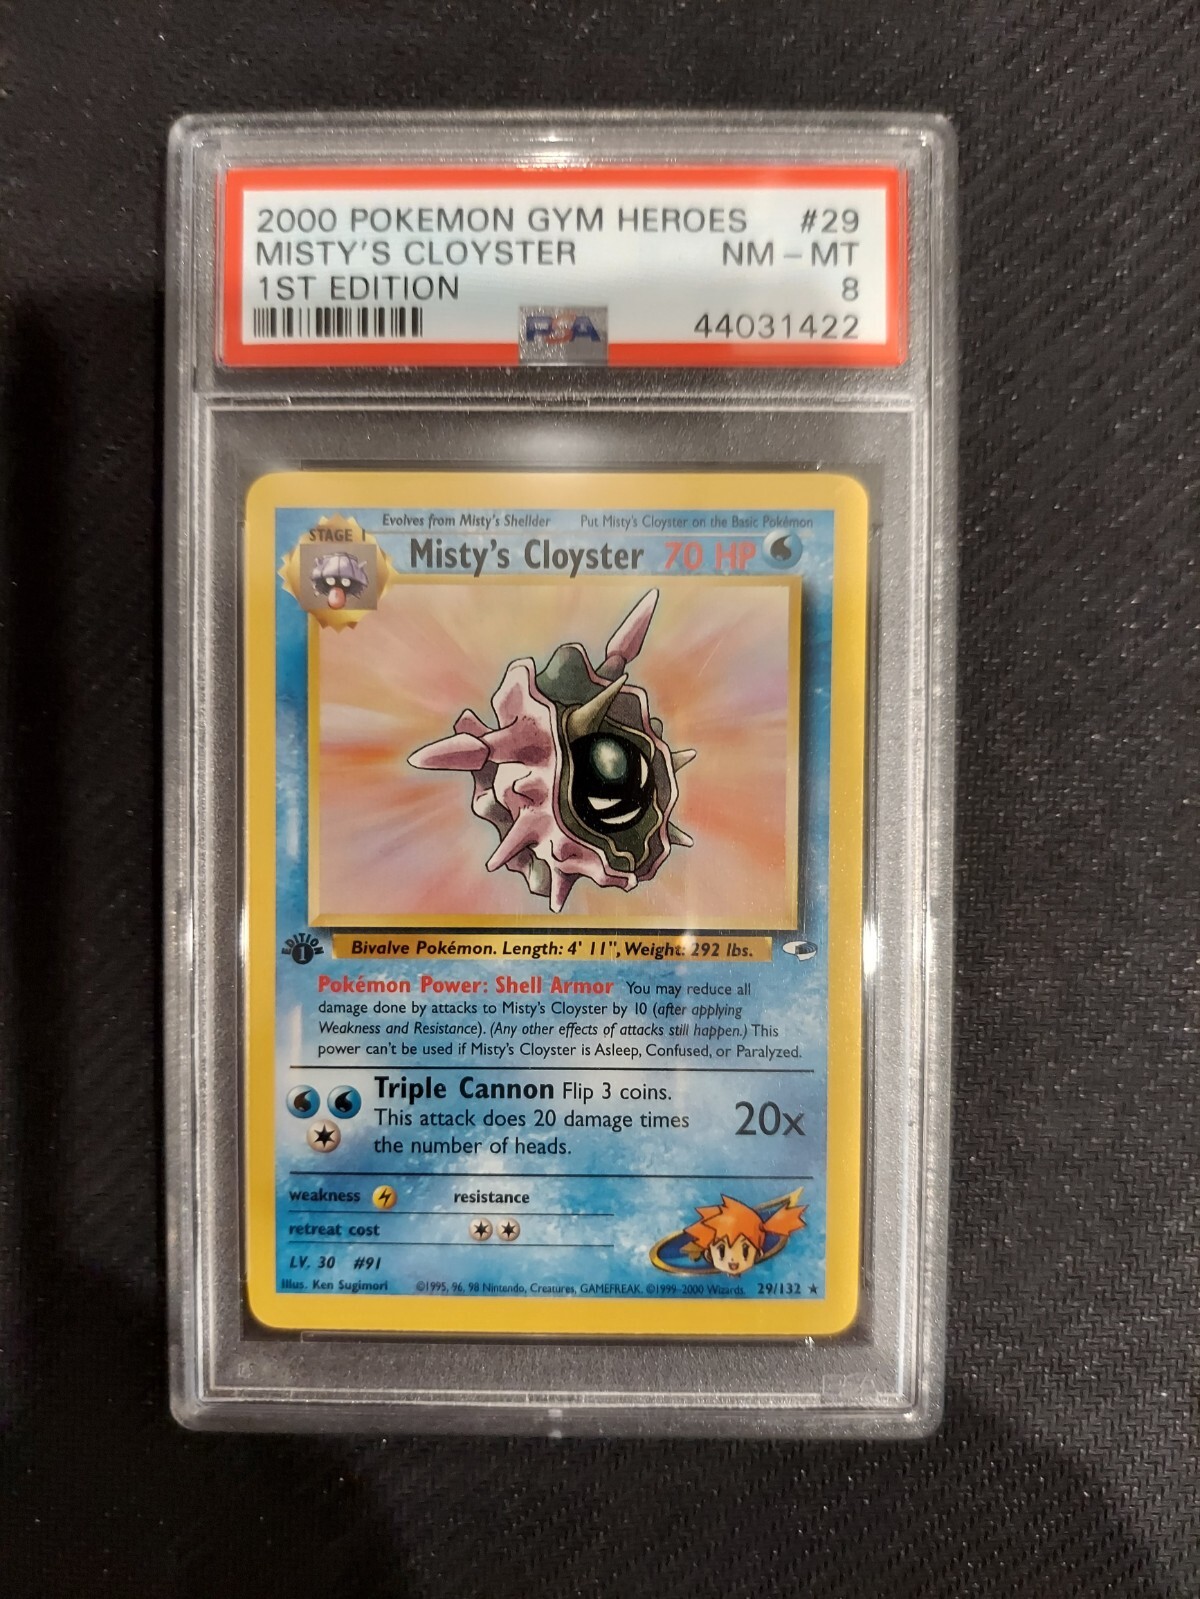 2000 POKEMON GYM HEROES #29
MISTY'S CLOYSTER NM - MT
1ST EDITION 8
PSA 44031422
Evolves from Misty's Shellder Put Misty's Cloyster on the Basic Pokémon
STAGE 1
Misty's Cloyster 70 HP
EDITION 1
Bivalve Pokémon. Length: 4' 11", Weight: 292 lbs.
Pokémon Power: Shell Armor You may reduce all
damage done by attacks to Misty's Cloyster by 10 (after applying
Weakness and Resistance). (Any other effects of attacks still happen.) This
power can't be used if Misty's Cloyster is Asleep, Confused, or Paralyzed.
Triple Cannon Flip 3 coins.
This attack does 20 damage times 20x
the number of heads.
weakness resistance
retreat cost
LV. 30 #91
Illus. Ken Sugimori ©1995, 96, 98 Nintendo, Creatures, GAMEFREAK. ©1999-2000 Wizards. 29/132 ★